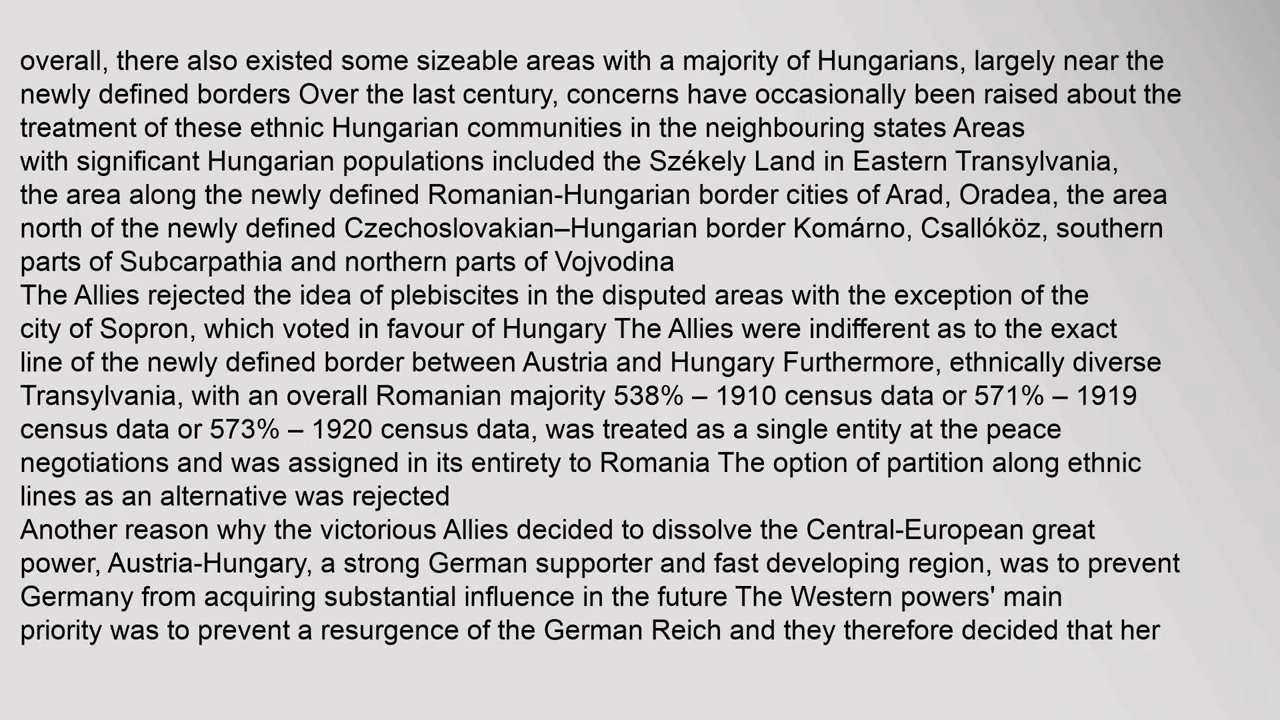 overall, there also existed some sizeable areas with a majority of Hungarians, largely near the
newly defined borders Over the last century, concerns have occasionally been raised about the
treatment of these ethnic Hungarian communities in the neighbouring states Areas
with significant Hungarian populations included the Székely Land in Eastern Transylvania,
the area along the newly defined Romanian-Hungarian border cities of Arad, Oradea, the area
north of the newly defined Czechoslovakian–Hungarian border Komárno, Csallóköz, southern
parts of Subcarpathia and northern parts of Vojvodina
The Allies rejected the idea of plebiscites in the disputed areas with the exception of the
city of Sopron, which voted in favour of Hungary The Allies were indifferent as to the exact
line of the newly defined border between Austria and Hungary Furthermore, ethnically diverse
Transylvania, with an overall Romanian majority 538% – 1910 census data or 571% – 1919
census data or 573% – 1920 census data, was treated as a single entity at the peace
negotiations and was assigned in its entirety to Romania The option of partition along ethnic
lines as an alternative was rejected
Another reason why the victorious Allies decided to dissolve the Central-European great
power, Austria-Hungary, a strong German supporter and fast developing region, was to prevent
Germany from acquiring substantial influence in the future The Western powers' main
priority was to prevent a resurgence of the German Reich and they therefore decided that her